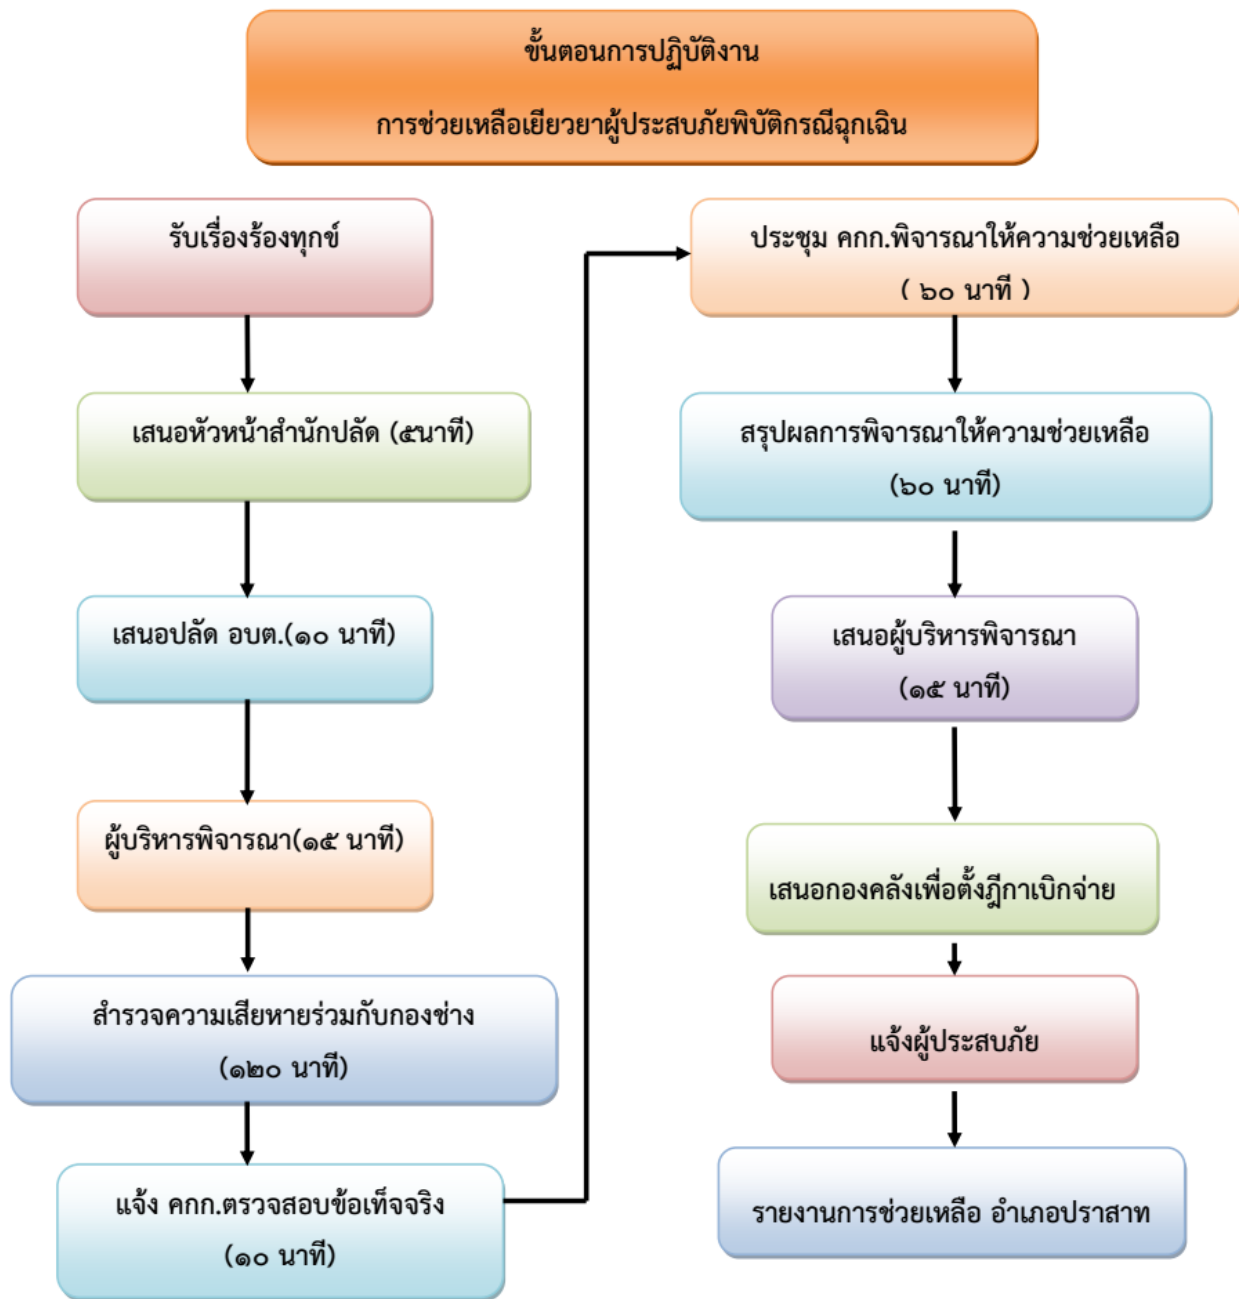 ขั้นตอนการปฏิบัติงาน
การช่วยเหลือเยียวยาผู้ประสบภัยพิบัติกรณีฉุกเฉิน
รับเรื่องร้องทุกข์
เสนอหัวหน้าสำนักปลัด (๕นาที)
เสนอปลัด อบต.(๑๐ นาที)
ผู้บริหารพิจารณา(๑๕ นาที)
สำรวจความเสียหายร่วมกับกองช่าง
(๑๒๐ นาที)
แจ้ง คกก.ตรวจสอบข้อเท็จจริง
(๑๐ นาที)
ประชุม คกก.พิจารณาให้ความช่วยเหลือ
( ๖๐ นาที )
สรุปผลการพิจารณาให้ความช่วยเหลือ
(๖๐ นาที)
เสนอผู้บริหารพิจารณา
(๑๕ นาที)
เสนอกองคลังเพื่อตั้งฎีกาเบิกจ่าย
แจ้งผู้ประสบภัย
รายงานการช่วยเหลือ อำเภอปราสาท